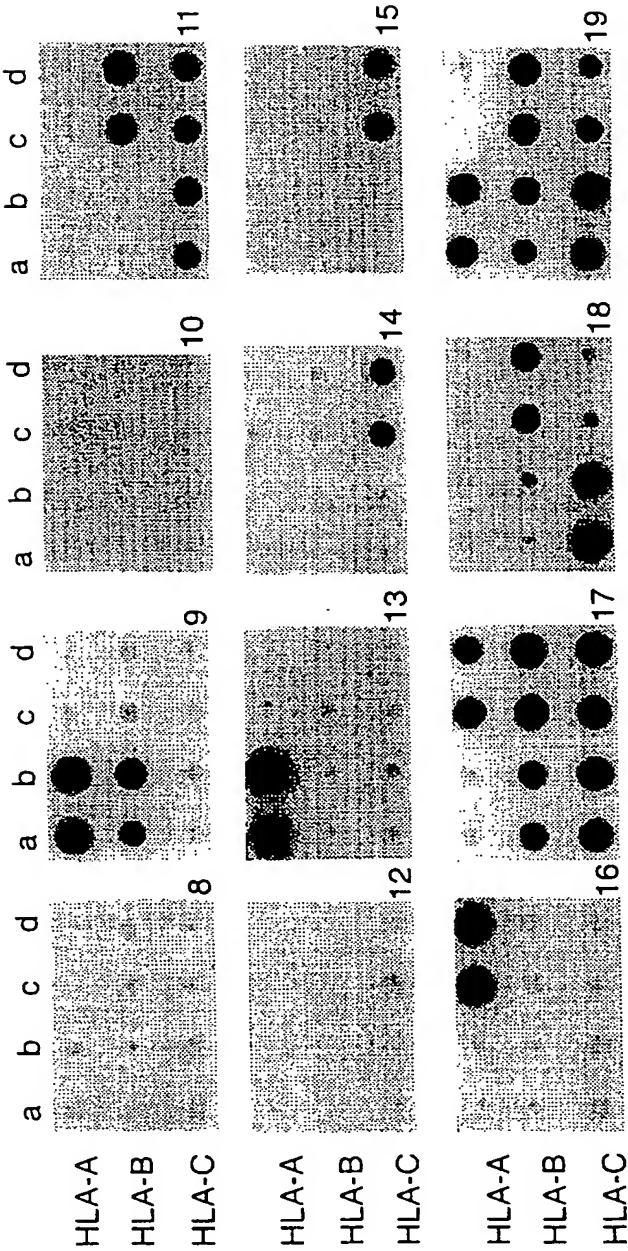 a b c d a b c d a b c d a b c d
HLA-A
HLA-B
HLA-C
8 9 10 11
HLA-A
HLA-B
HLA-C
12 13 14 15
HLA-A
HLA-B
HLA-C
16 17 18 19